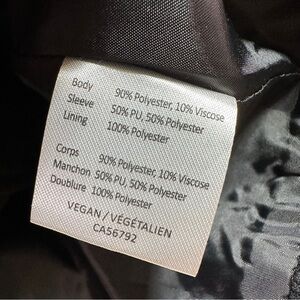 Body 90% Polyester, 10% Viscose
Sleeve 50% PU, 50% Polyester
Lining 100% Polyester
Corps 90% Polyester, 10% Viscose
Manchon 50% PU, 50% Polyester
Doublure 100% Polyester
VEGAN / VÉGÉTALIEN
CA56792